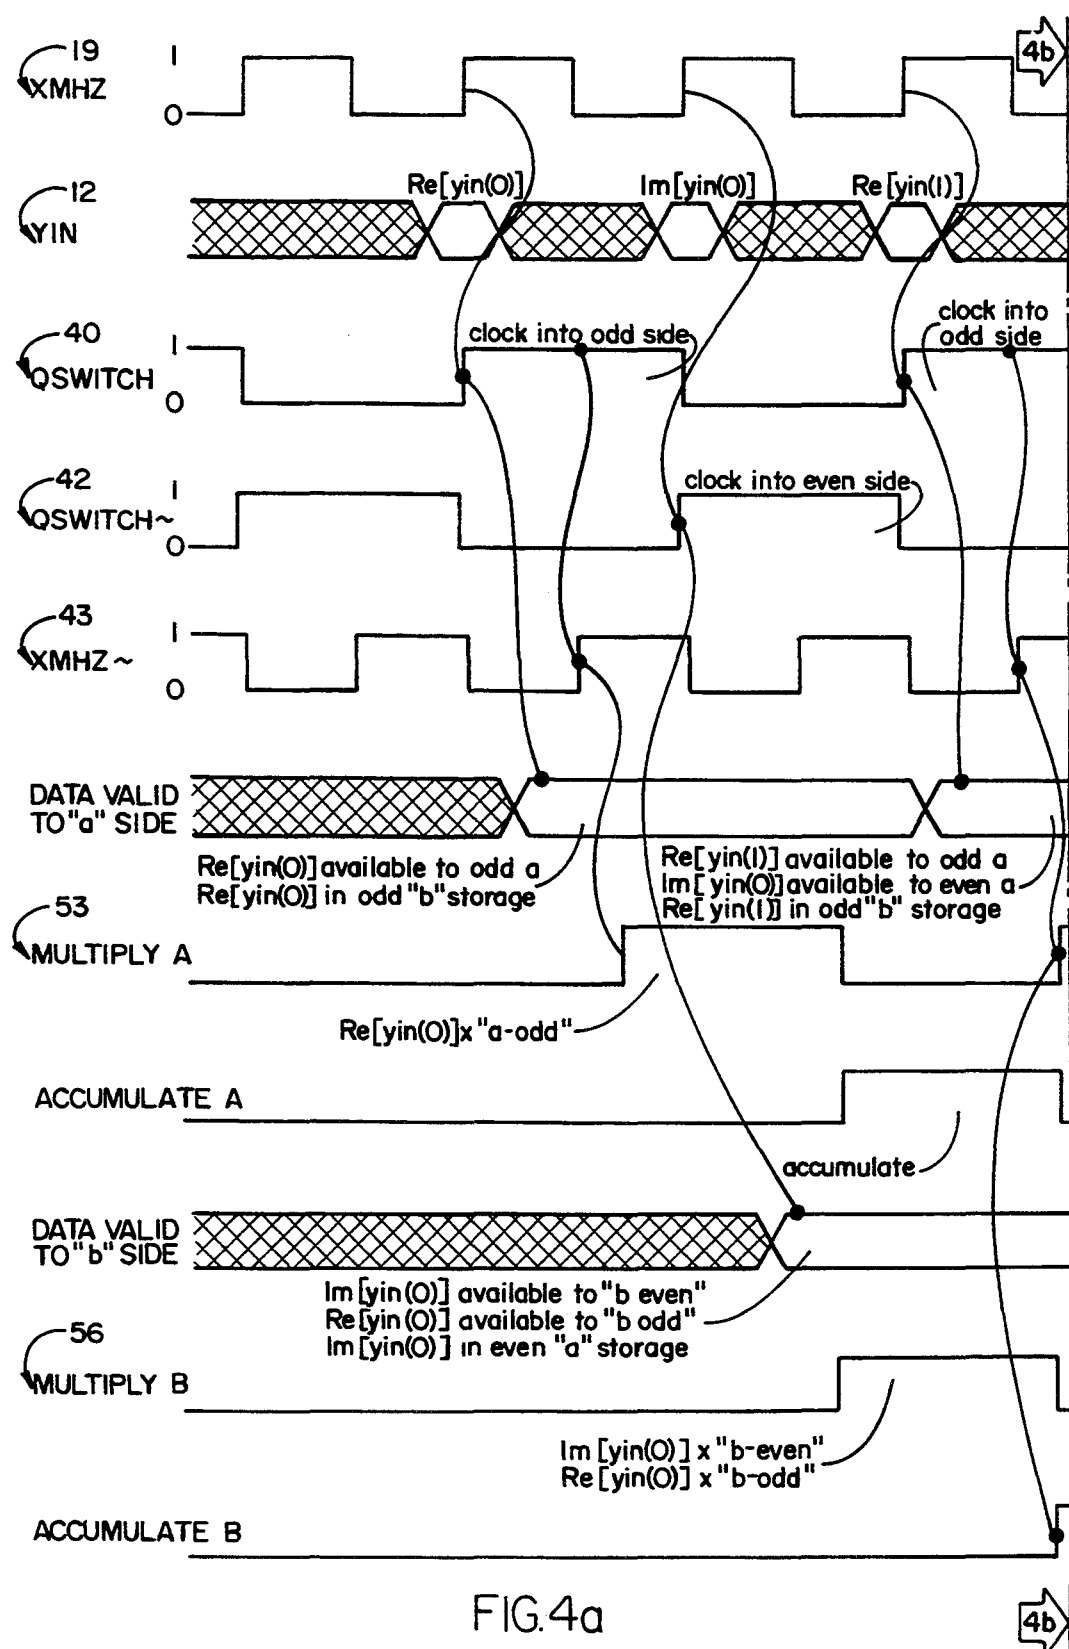 4b
19
XMHZ
1
0
12
YIN
Re[yin(0)]
Im[yin(0)]
Re[yin(1)]
40
QSWITCH
1
0
clock into odd side
clock into
odd side
42
QSWITCH~
1
0
clock into even side
43
XMHZ~
1
0
DATA VALID
TO "a" SIDE
Re[yin(0)] available to odd a
Re[yin(0)] in odd "b" storage
Re[yin(1)] available to odd a
Im[yin(0)] available to even a
Re[yin(1)] in odd "b" storage
53
MULTIPLY A
Re[yin(0)]x "a-odd"
ACCUMULATE A
accumulate
DATA VALID
TO "b" SIDE
Im[yin(0)] available to "b even"
Re[yin(0)] available to "b odd"
Im[yin(0)] in even "a" storage
56
MULTIPLY B
Im[yin(0)] x "b-even"
Re[yin(0)] x "b-odd"
ACCUMULATE B
FIG. 4a
4b